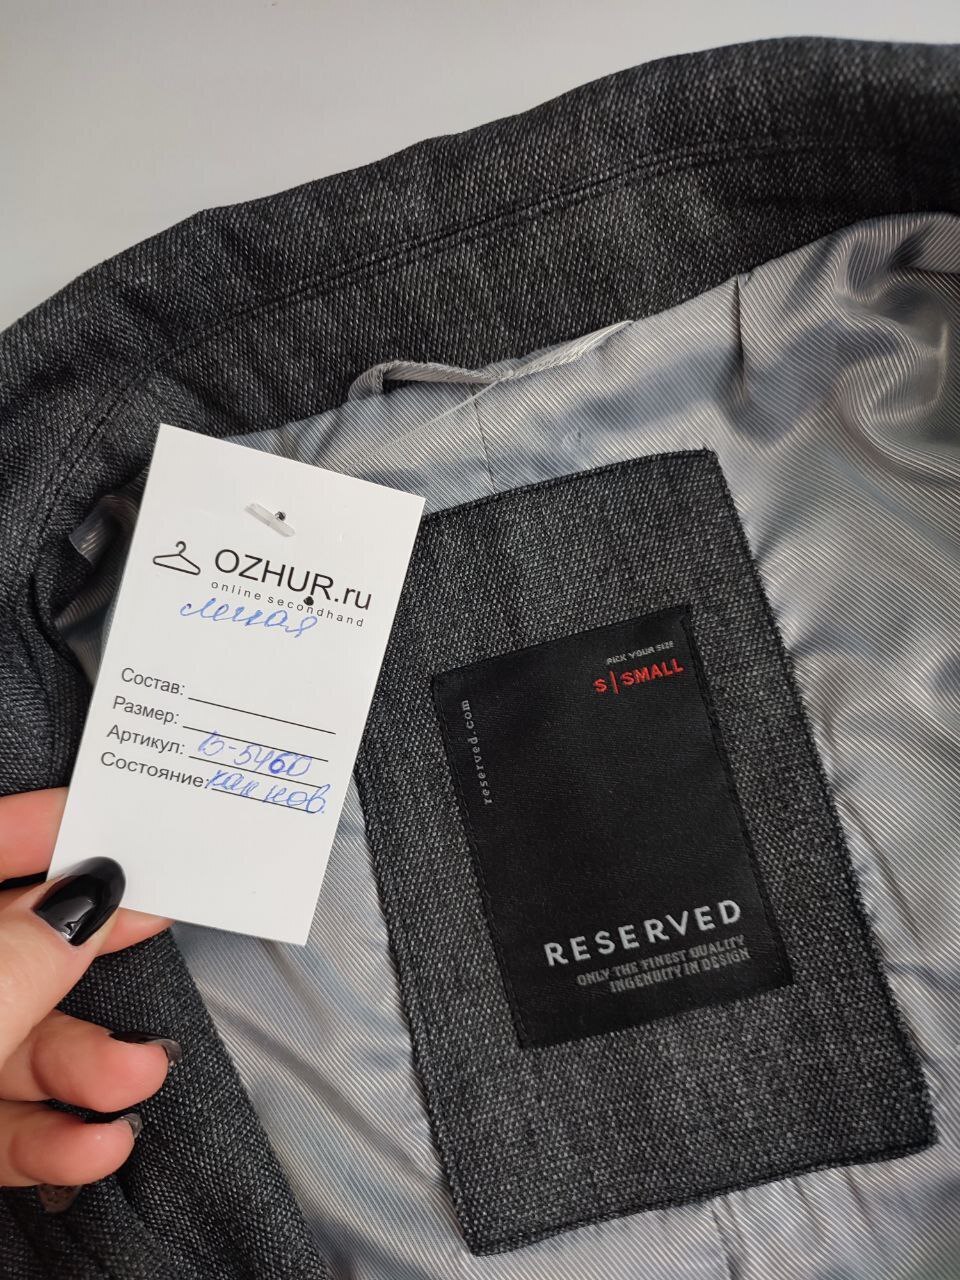 OZHUR.ru
online secondhand
Состав:
Размер:
Артикул: Б-5460
Состояние: как нов.
PICK YOUR SIZE
S | SMALL
reserved.com
RESERVED
ONLY THE FINEST QUALITY
INGENUITY IN DESIGN